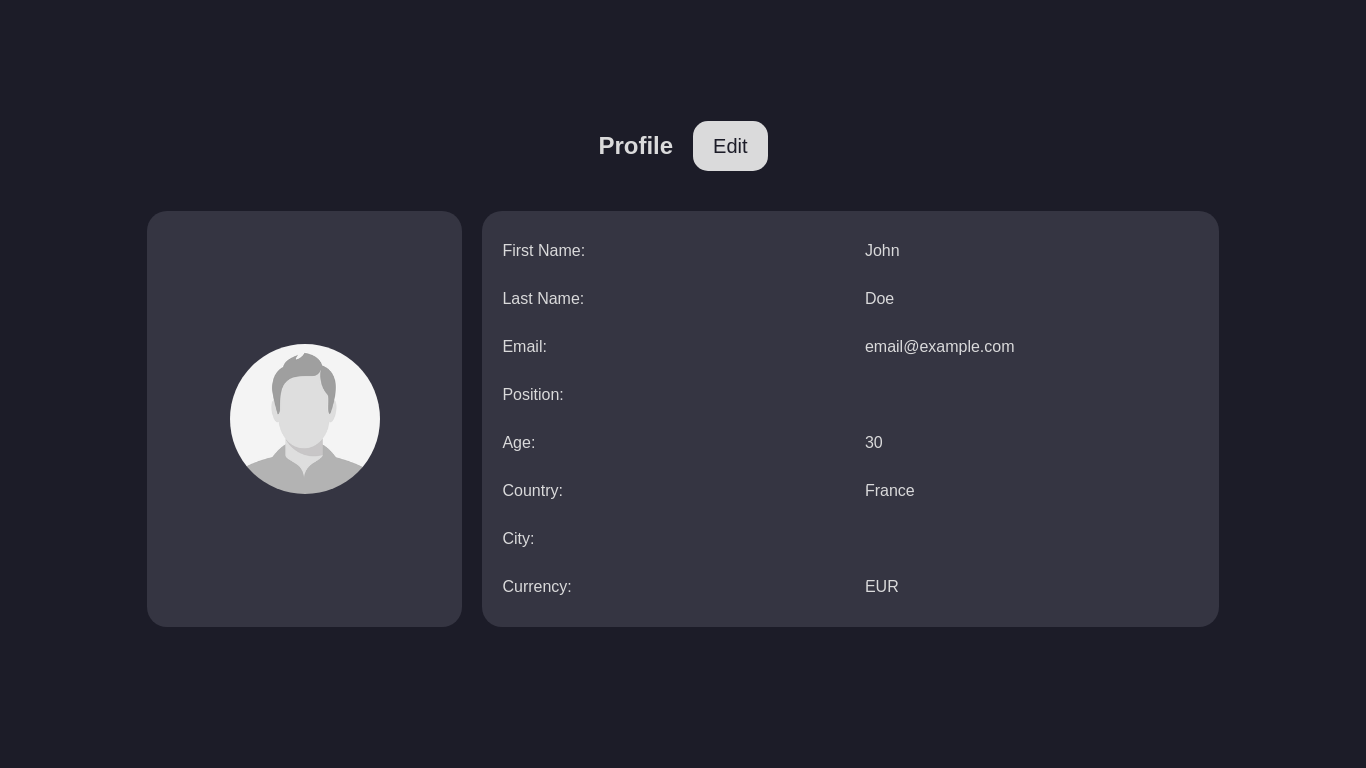 Profile Edit
First Name: John
Last Name: Doe
Email: email@example.com
Position:
Age: 30
Country: France
City:
Currency: EUR